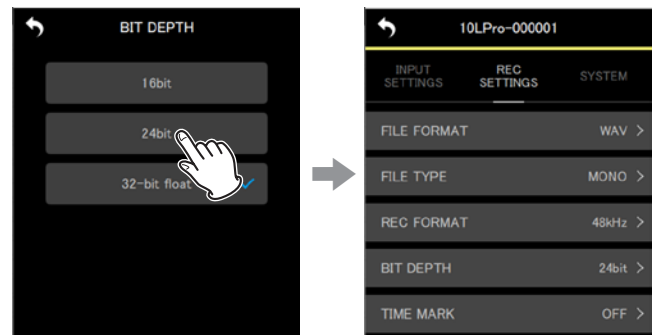 BIT DEPTH
16bit
24bit
32-bit float
10LPro-000001
INPUT SETTINGS
REC SETTINGS
SYSTEM
FILE FORMAT WAV >
FILE TYPE MONO >
REC FORMAT 48kHz >
BIT DEPTH 24bit >
TIME MARK OFF >